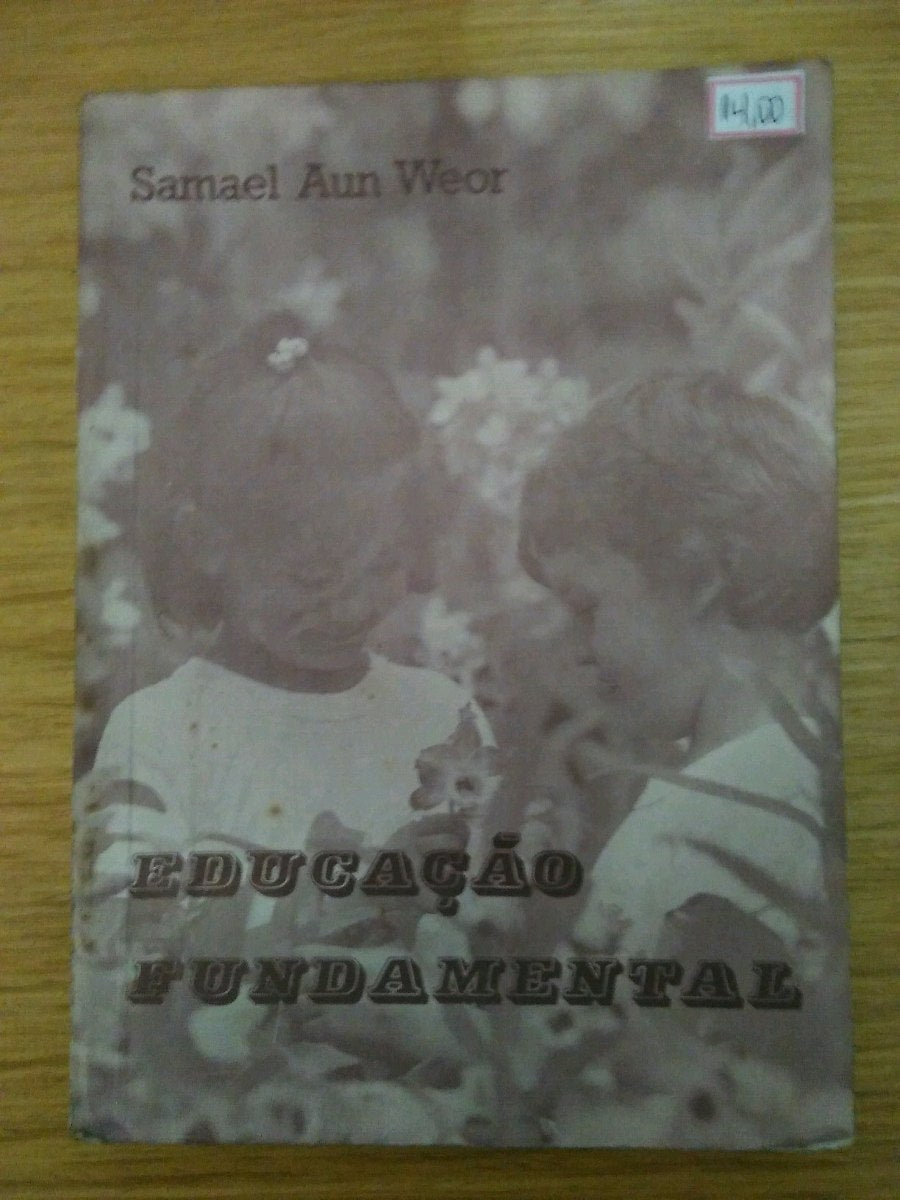 14,00
Samael Aun Weor
EDUCAÇÃO
FUNDAMENTAL